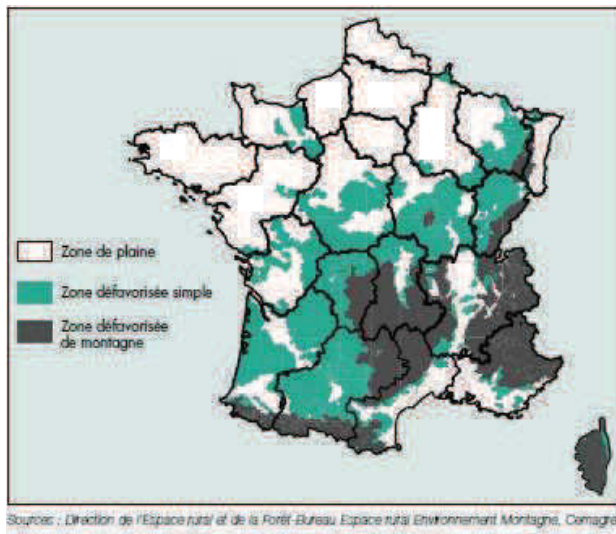 Zone de plaine
Zone défavorisée simple
Zone défavorisée
de montagne
Sources : Direction de l'Espace rural et de la Forêt-Bureau Espace rural Environnement Montagne, Cemagre